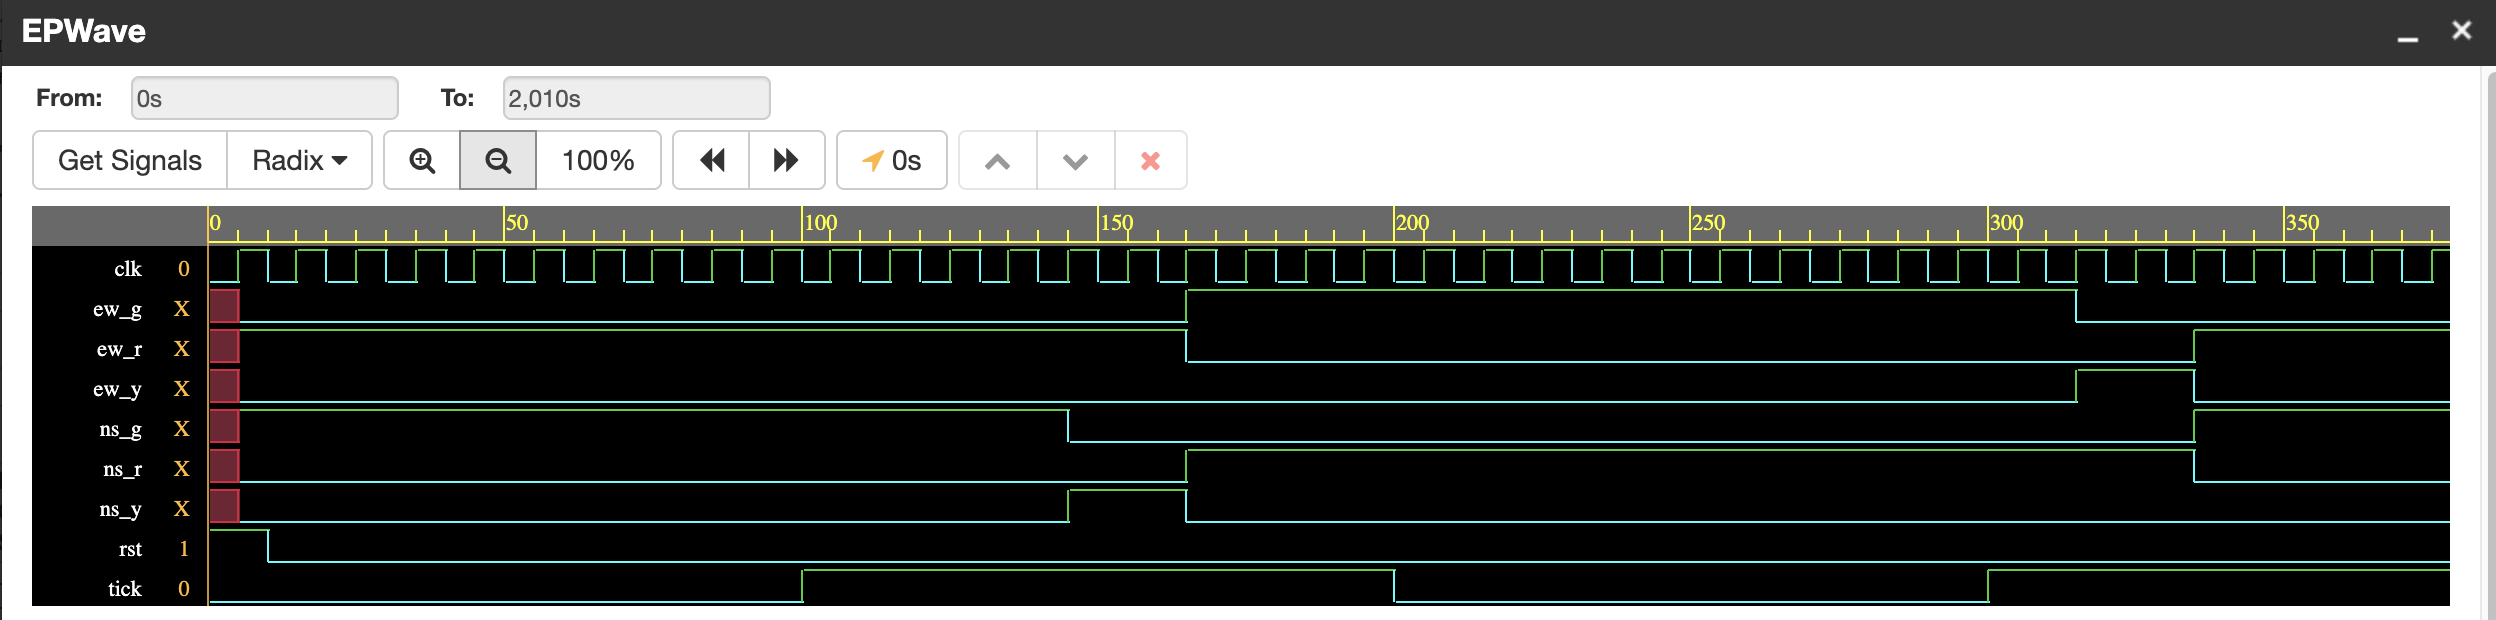 EPWave
From: 0s To: 2,010s
Get Signals Radix 100% 0s
0 50 100 150 200 250 300 350
clk 0
ew_g X
ew_r X
ew_y X
ns_g X
ns_r X
ns_y X
rst 1
tick 0